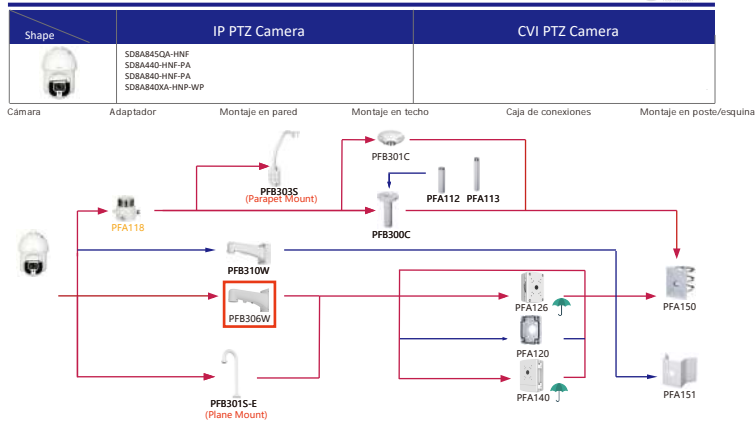 Shape
IP PTZ Camera
CVI PTZ Camera
SD8A845QA-HNF
SD8A440-HNF-PA
SD8A840-HNF-PA
SD8A840XA-HNP-WP
Cámara
Adaptador
Montaje en pared
Montaje en techo
Caja de conexiones
Montaje en poste/esquina
PFB301C
PFB303S
(Parapet Mount)
PFA112
PFA113
PFA118
PFB300C
PFB310W
PFB306W
PFA126
PFA150
PFA120
PFA140
PFA151
PFB301S-E
(Plane Mount)